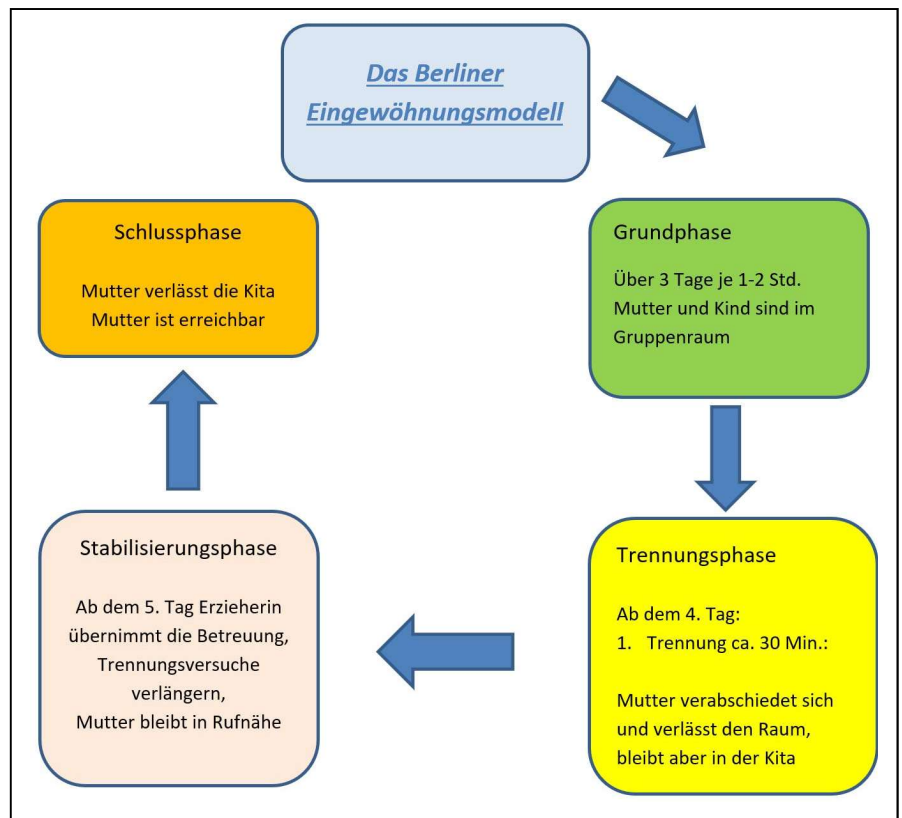 Das Berliner
Eingewöhnungsmodell
Grundphase
Über 3 Tage je 1-2 Std.
Mutter und Kind sind im
Gruppenraum
Trennungsphase
Ab dem 4. Tag:
1. Trennung ca. 30 Min.:
Mutter verabschiedet sich
und verlässt den Raum,
bleibt aber in der Kita
Stabilisierungsphase
Ab dem 5. Tag Erzieherin
übernimmt die Betreuung,
Trennungsversuche
verlängern,
Mutter bleibt in Rufnähe
Schlussphase
Mutter verlässt die Kita
Mutter ist erreichbar